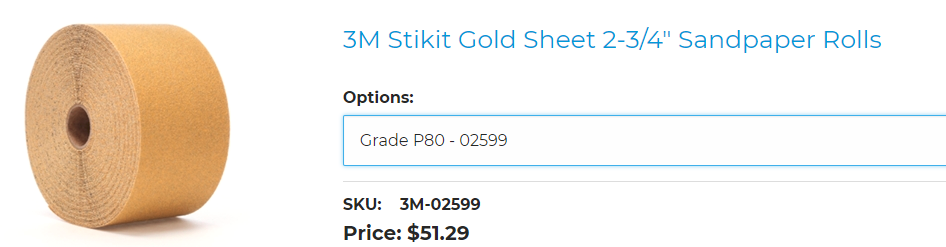 3M Stikit Gold Sheet 2-3/4" Sandpaper Rolls
Options:
Grade P80 - 02599
SKU: 3M-02599
Price: $51.29